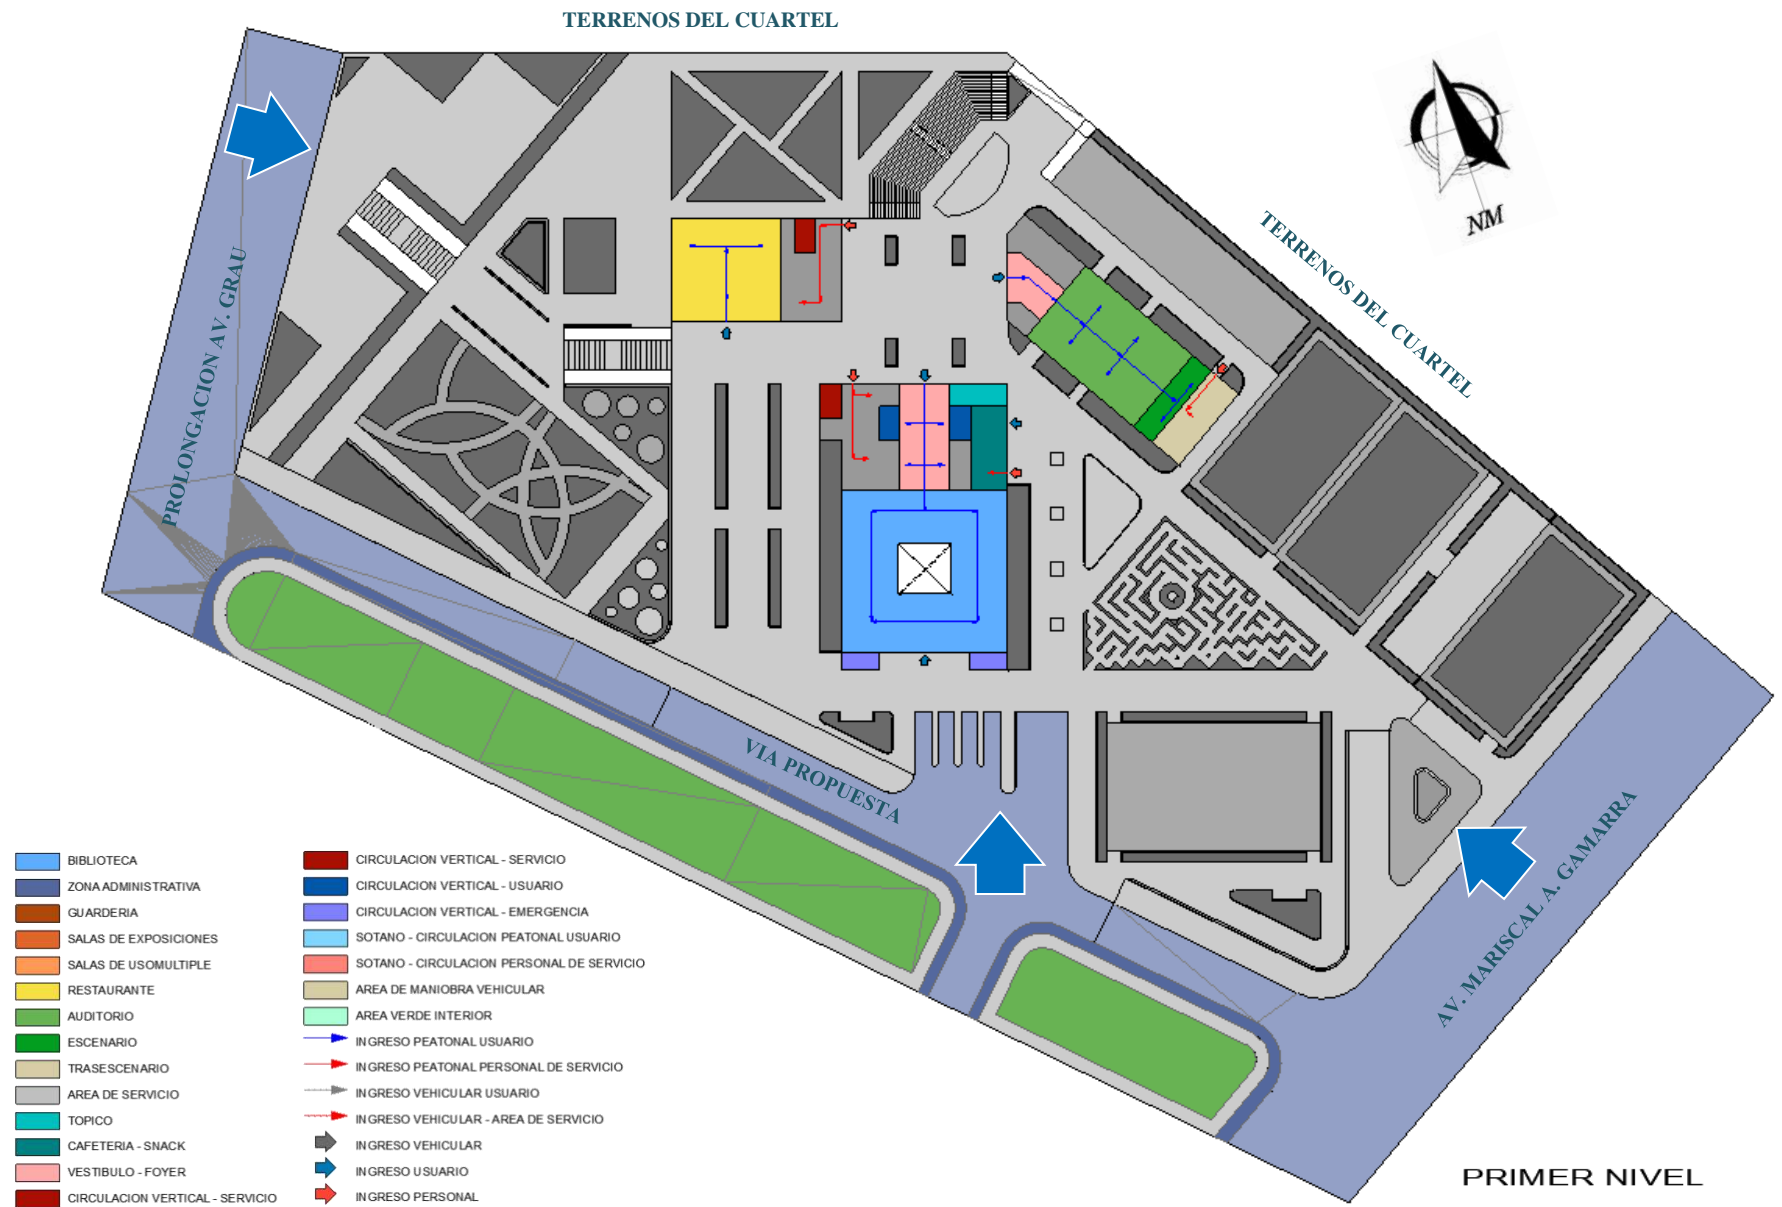 TERRENOS DEL CUARTEL
NM
TERRENOS DEL CUARTEL
PROLONGACION AV. GRAU
VIA PROPUESTA
AV. MARISCAL A. GAMARRA
BIBLIOTECA
ZONA ADMINISTRATIVA
GUARDERIA
SALAS DE EXPOSICIONES
SALAS DE USOMULTIPLE
RESTAURANTE
AUDITORIO
ESCENARIO
TRASESCENARIO
AREA DE SERVICIO
TOPICO
CAFETERIA - SNACK
VESTIBULO - FOYER
CIRCULACION VERTICAL - SERVICIO
CIRCULACION VERTICAL - SERVICIO
CIRCULACION VERTICAL - USUARIO
CIRCULACION VERTICAL - EMERGENCIA
SOTANO - CIRCULACION PEATONAL USUARIO
SOTANO - CIRCULACION PERSONAL DE SERVICIO
AREA DE MANIOBRA VEHICULAR
AREA VERDE INTERIOR
INGRESO PEATONAL USUARIO
INGRESO PEATONAL PERSONAL DE SERVICIO
INGRESO VEHICULAR USUARIO
INGRESO VEHICULAR - AREA DE SERVICIO
INGRESO VEHICULAR
INGRESO USUARIO
INGRESO PERSONAL
PRIMER NIVEL